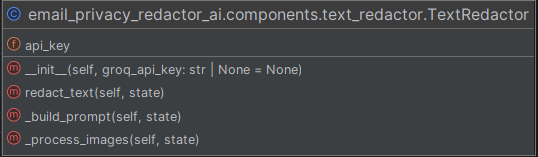 © email_privacy_redactor_ai.components.text_redactor.TextRedactor
f api_key
m __init__(self, groq_api_key: str | None = None)
m redact_text(self, state)
m _build_prompt(self, state)
m _process_images(self, state)